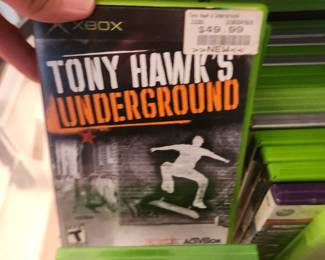 XBOX
$49.99
>>NEW<<
TONY HAWK'S
UNDERGROUND
T
ACTIVISION